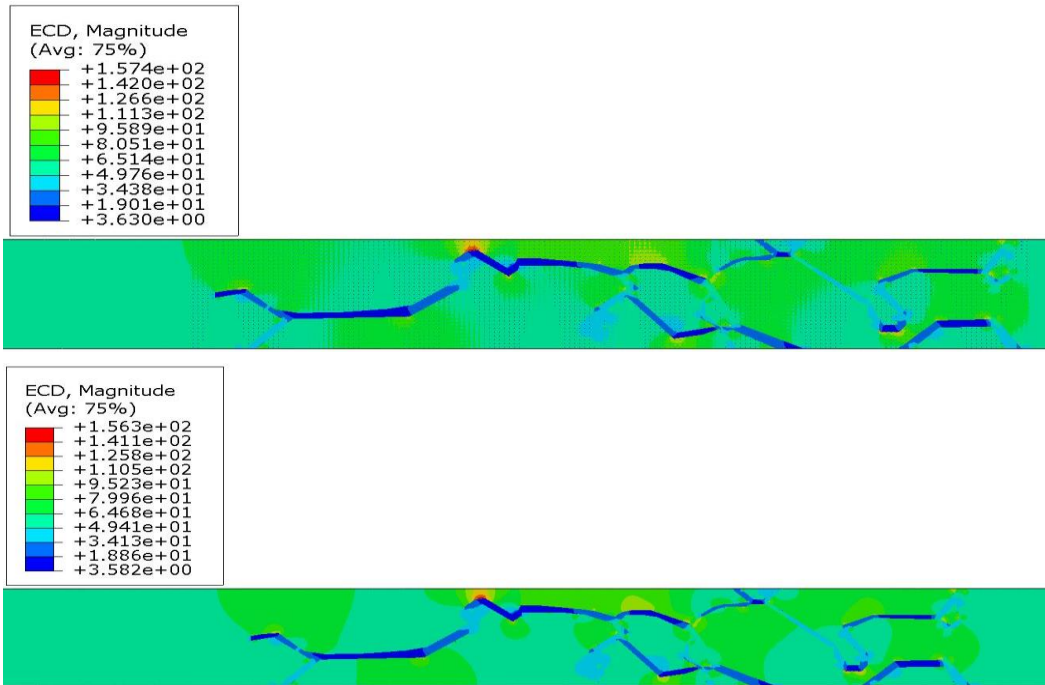 ECD, Magnitude
(Avg: 75%)
+1.574e+02
+1.420e+02
+1.266e+02
+1.113e+02
+9.589e+01
+8.051e+01
+6.514e+01
+4.976e+01
+3.438e+01
+1.901e+01
+3.630e+00
ECD, Magnitude
(Avg: 75%)
+1.563e+02
+1.411e+02
+1.258e+02
+1.105e+02
+9.523e+01
+7.996e+01
+6.468e+01
+4.941e+01
+3.413e+01
+1.886e+01
+3.582e+00